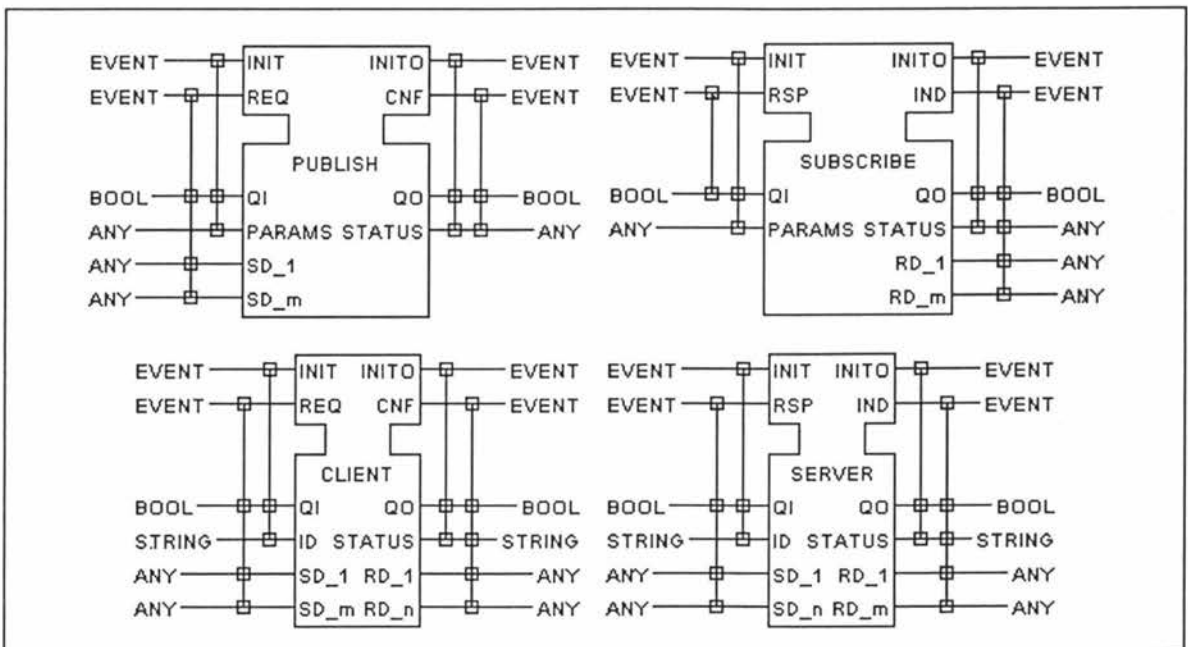 EVENT INIT INITO EVENT
EVENT REQ CNF EVENT
PUBLISH
BOOL QI QO BOOL
ANY PARAMS STATUS ANY
ANY SD_1
ANY SD_m
EVENT INIT INITO EVENT
EVENT RSP IND EVENT
SUBSCRIBE
BOOL QI QO BOOL
ANY PARAMS STATUS ANY
RD_1 ANY
RD_m ANY
EVENT INIT INITO EVENT
EVENT REQ CNF EVENT
CLIENT
BOOL QI QO BOOL
STRING ID STATUS STRING
ANY SD_1 RD_1 ANY
ANY SD_m RD_n ANY
EVENT INIT INITO EVENT
EVENT RSP IND EVENT
SERVER
BOOL QI QO BOOL
STRING ID STATUS STRING
ANY SD_1 RD_1 ANY
ANY SD_n RD_m ANY